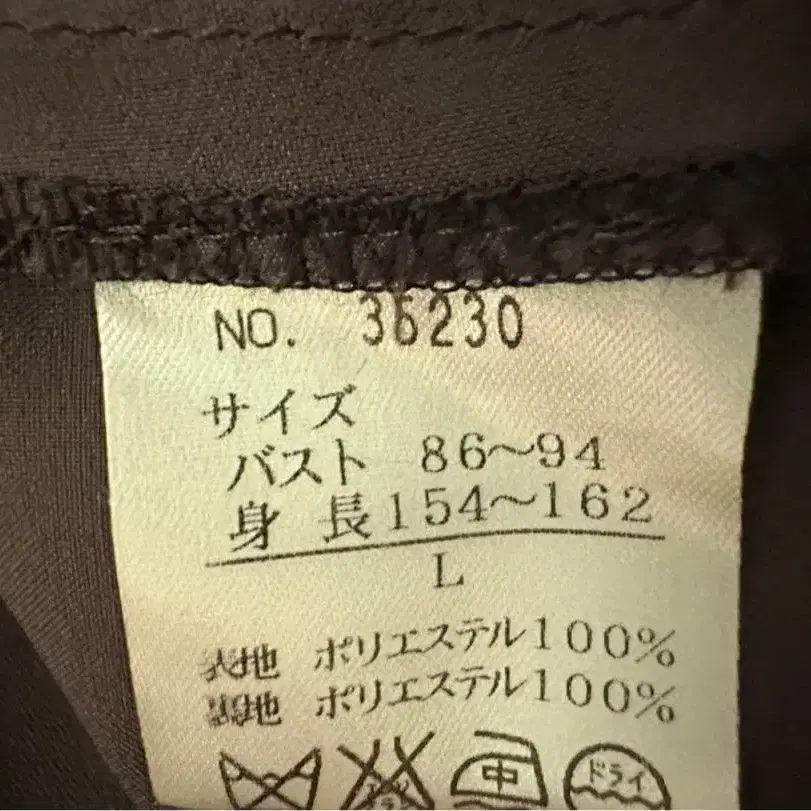 NO. 36230
サイズ
バスト 86～94
身 長154～162
L
表地 ポリエステル100%
裏地 ポリエステル100%
中 ドライ